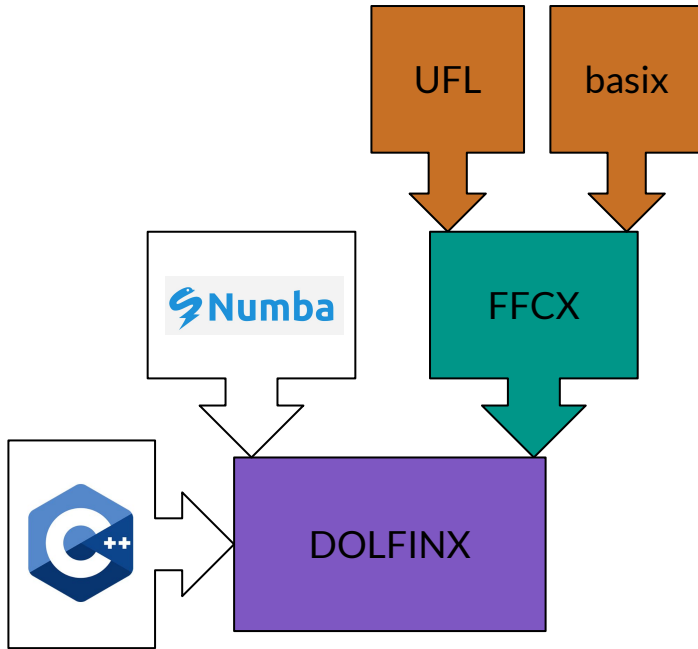 UFL
basix
Numba
FFCX
C++
DOLFINX